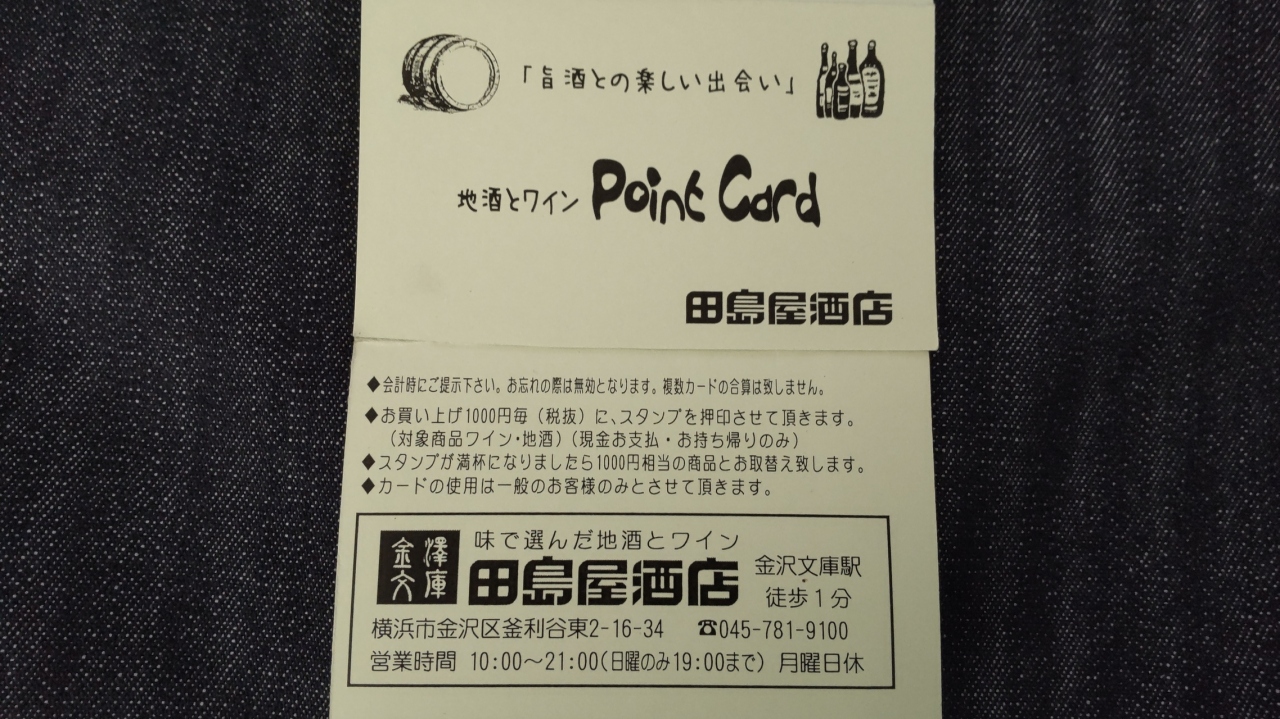 「旨酒との楽しい出会い」
地酒とワイン Point Card
田島屋酒店
◆会計時にご提示下さい。お忘れの際は無効となります。複数カードの合算は致しません。
◆お買い上げ1000円毎（税抜）に、スタンプを押印させて頂きます。
（対象商品ワイン・地酒）（現金お支払・お持ち帰りのみ）
◆スタンプが満杯になりましたら1000円相当の商品とお取替え致します。
◆カードの使用は一般のお客様のみとさせて頂きます。
金澤文庫
味で選んだ地酒とワイン
田島屋酒店
金沢文庫駅
徒歩1分
横浜市金沢区釜利谷東2-16-34 ☎045-781-9100
営業時間 10:00〜21:00(日曜のみ19:00まで) 月曜日休